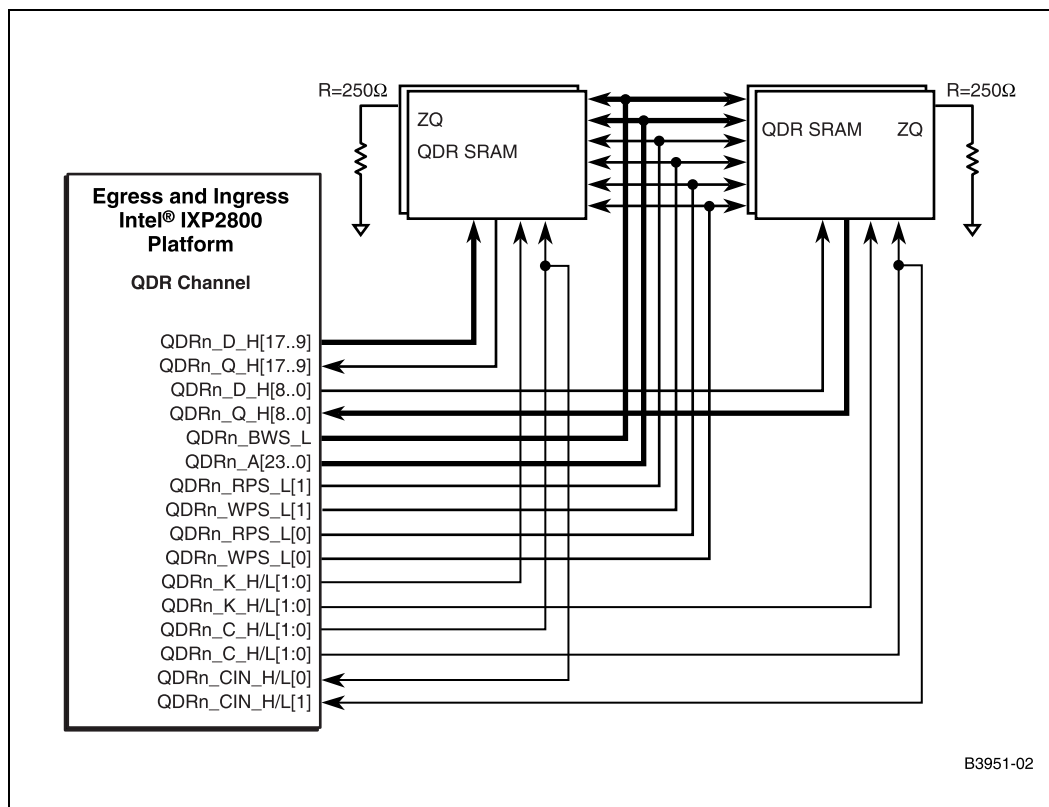 R=250Ω
R=250Ω
ZQ
QDR SRAM
QDR SRAM
ZQ
Egress and Ingress
Intel® IXP2800
Platform
QDR Channel
QDRn_D_H[17..9]
QDRn_Q_H[17..9]
QDRn_D_H[8..0]
QDRn_Q_H[8..0]
QDRn_BWS_L
QDRn_A[23..0]
QDRn_RPS_L[1]
QDRn_WPS_L[1]
QDRn_RPS_L[0]
QDRn_WPS_L[0]
QDRn_K_H/L[1:0]
QDRn_K_H/L[1:0]
QDRn_C_H/L[1:0]
QDRn_C_H/L[1:0]
QDRn_CIN_H/L[0]
QDRn_CIN_H/L[1]
B3951-02